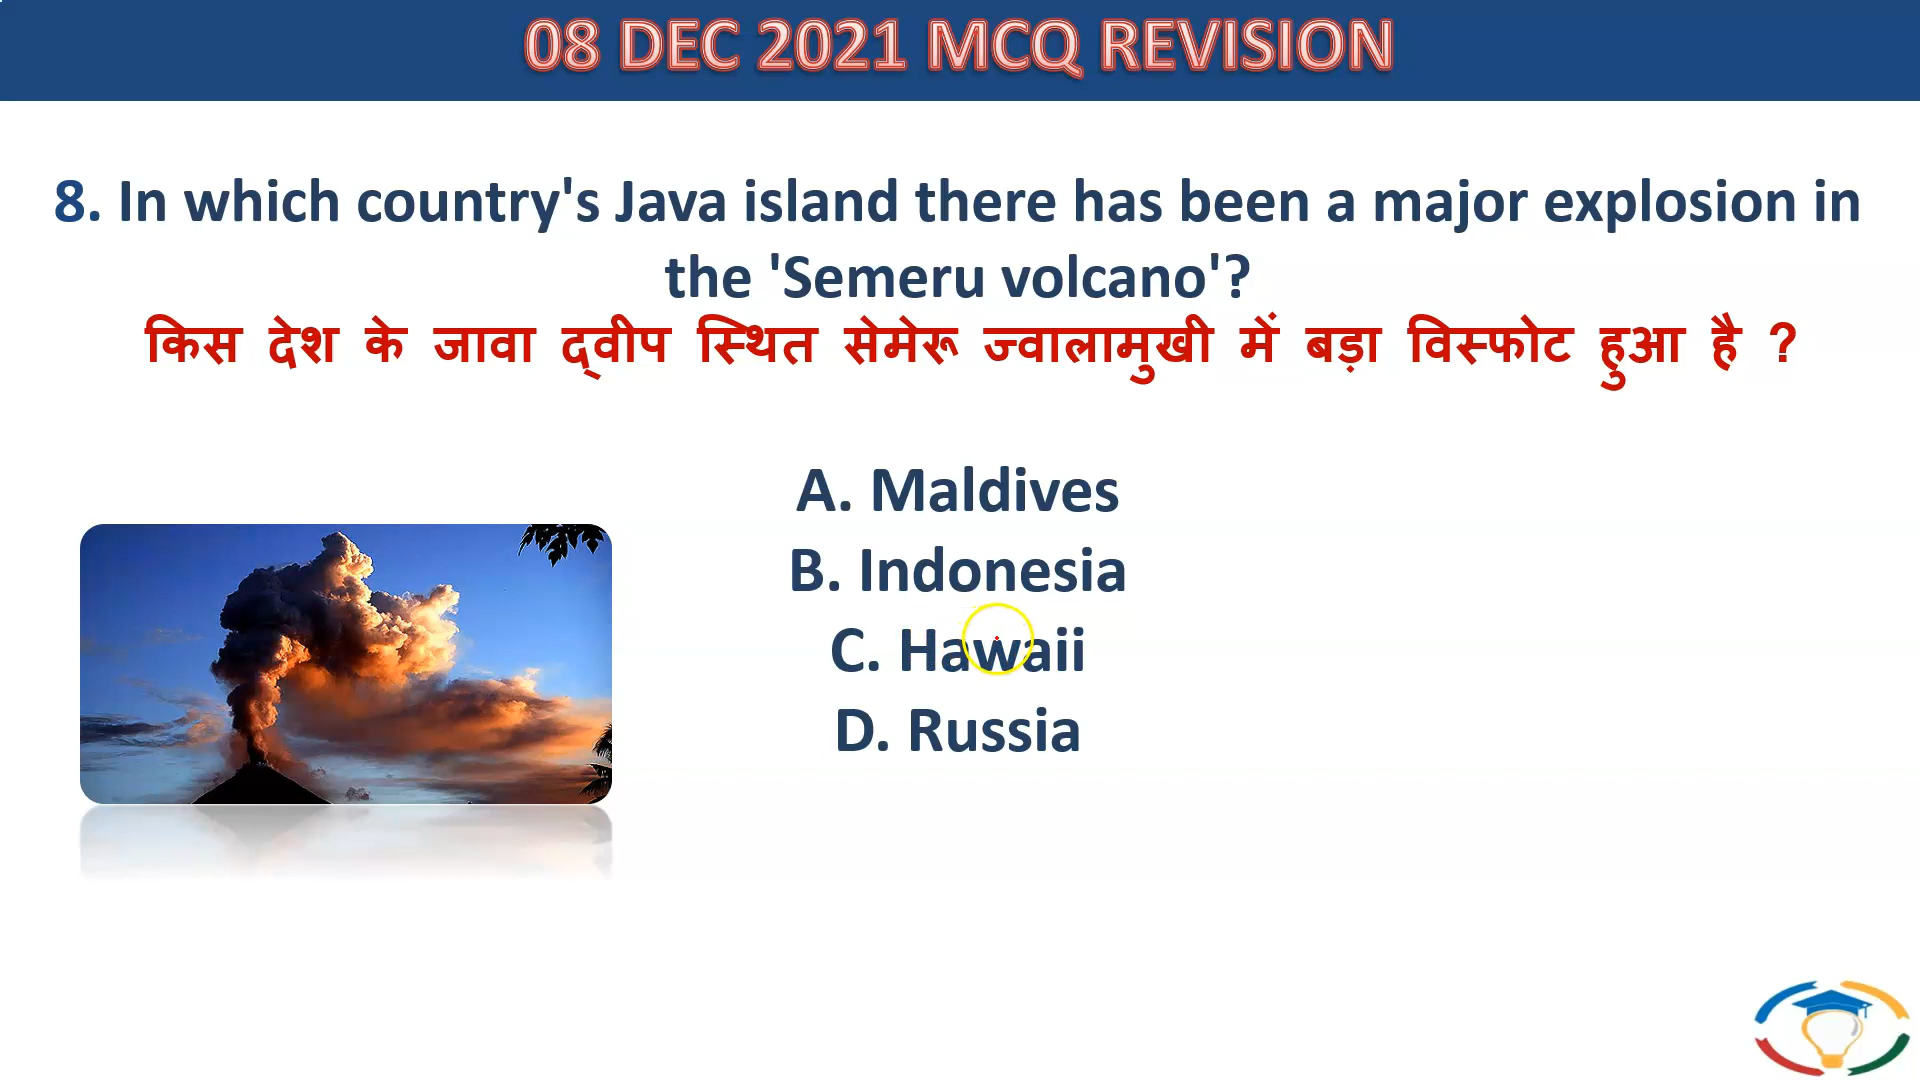 08 DEC 2021 MCQ REVISION
8. In which country's Java island there has been a major explosion in
the 'Semeru volcano'?
किस देश के जावा द्वीप स्थित सेमेरू ज्वालामुखी में बड़ा विस्फोट हुआ है ?
A. Maldives
B. Indonesia
C. Hawaii
D. Russia